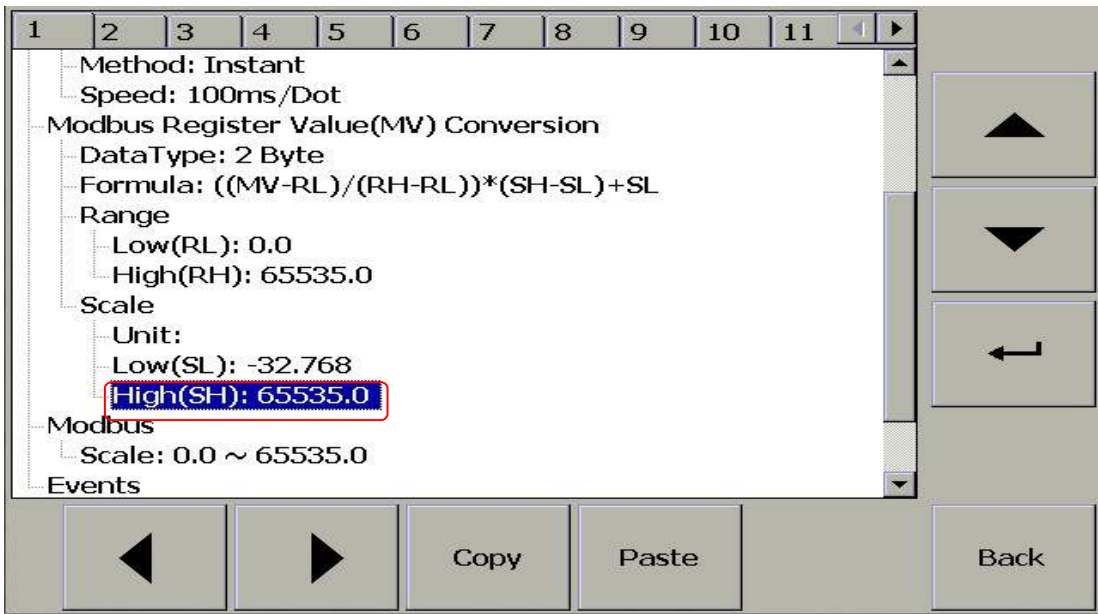 1 2 3 4 5 6 7 8 9 10 11
Method: Instant
Speed: 100ms/Dot
Modbus Register Value(MV) Conversion
DataType: 2 Byte
Formula: ((MV-RL)/(RH-RL))*(SH-SL)+SL
Range
Low(RL): 0.0
High(RH): 65535.0
Scale
Unit:
Low(SL): -32.768
High(SH): 65535.0
Modbus
Scale: 0.0 ~ 65535.0
Events
Copy Paste Back